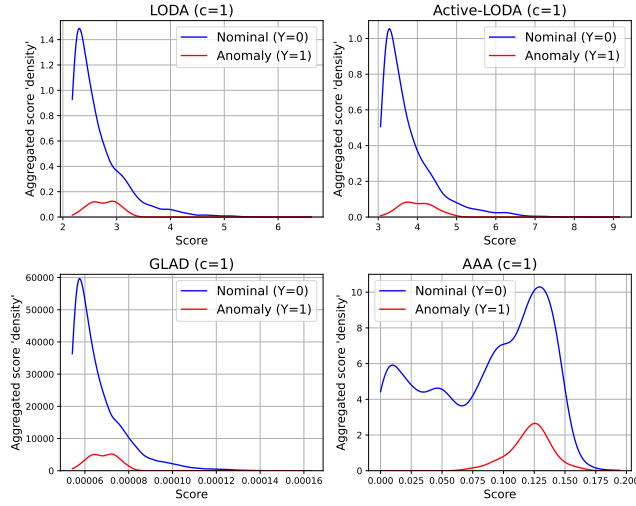 LODA (c=1)
Aggregated score 'density'
1.4
1.2
1.0
0.8
0.6
0.4
0.2
0.0
Nominal (Y=0)
Anomaly (Y=1)
2 3 4 5 6
Score
Active-LODA (c=1)
Aggregated score 'density'
1.0
0.8
0.6
0.4
0.2
0.0
Nominal (Y=0)
Anomaly (Y=1)
3 4 5 6 7 8 9
Score
GLAD (c=1)
Aggregated score 'density'
60000
50000
40000
30000
20000
10000
0
Nominal (Y=0)
Anomaly (Y=1)
0.00006 0.00008 0.00010 0.00012 0.00014 0.00016
Score
AAA (c=1)
Aggregated score 'density'
10
8
6
4
2
0
Nominal (Y=0)
Anomaly (Y=1)
0.000 0.025 0.050 0.075 0.100 0.125 0.150 0.175 0.200
Score